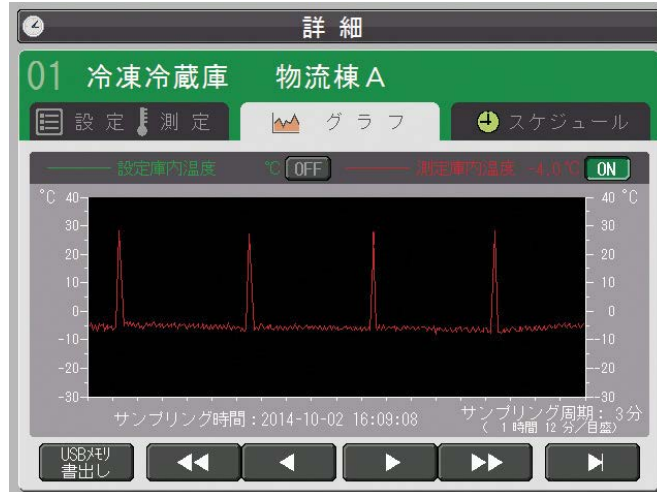 詳細
01 冷凍冷蔵庫 物流棟A
設定 測定 グラフ スケジュール
設定庫内温度 ℃ OFF 測定庫内温度 -4.0℃ ON
℃ 40 40 ℃
30 30
20 20
10 10
0 0
-10 -10
-20 -20
-30 -30
サンプリング時間:2014-10-02 16:09:08 サンプリング周期: 3分
( 1時間 12 分/目盛)
USBメモリ
書出し